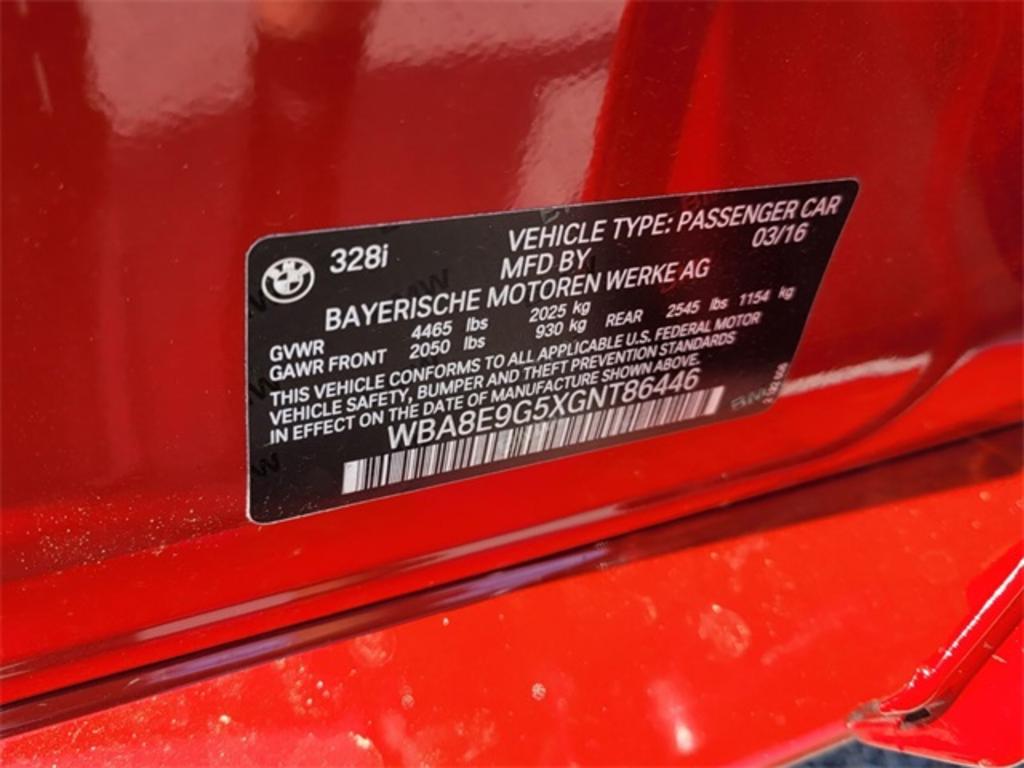 328i
VEHICLE TYPE: PASSENGER CAR
MFD BY 03/16
BAYERISCHE MOTOREN WERKE AG
GVWR 4465 lbs 2025 kg
GAWR FRONT 2050 lbs 930 kg REAR 2545 lbs 1154 kg
THIS VEHICLE CONFORMS TO ALL APPLICABLE U.S. FEDERAL MOTOR
VEHICLE SAFETY, BUMPER AND THEFT PREVENTION STANDARDS
IN EFFECT ON THE DATE OF MANUFACTURE SHOWN ABOVE.
WBA8E9G5XGNT86446